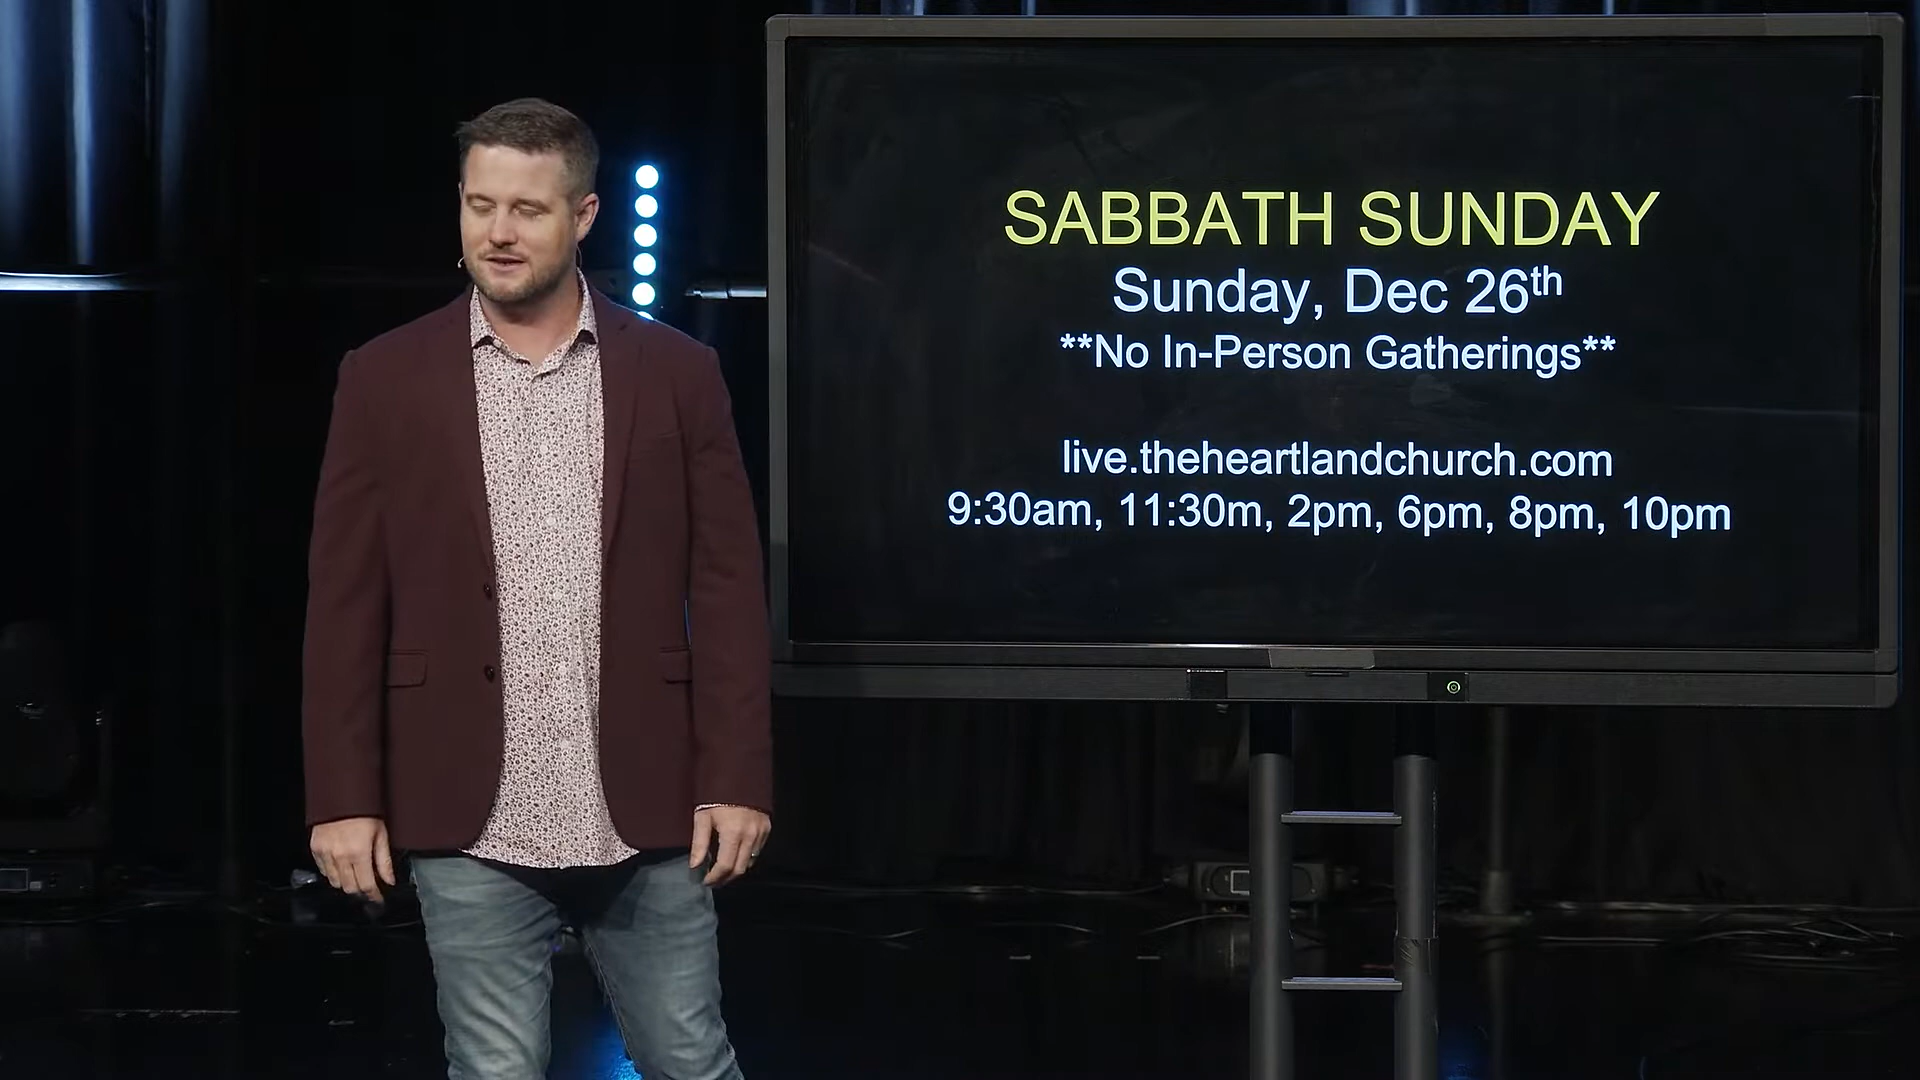 SABBATH SUNDAY
Sunday, Dec 26th
**No In-Person Gatherings**
live.theheartlandchurch.com
9:30am, 11:30m, 2pm, 6pm, 8pm, 10pm